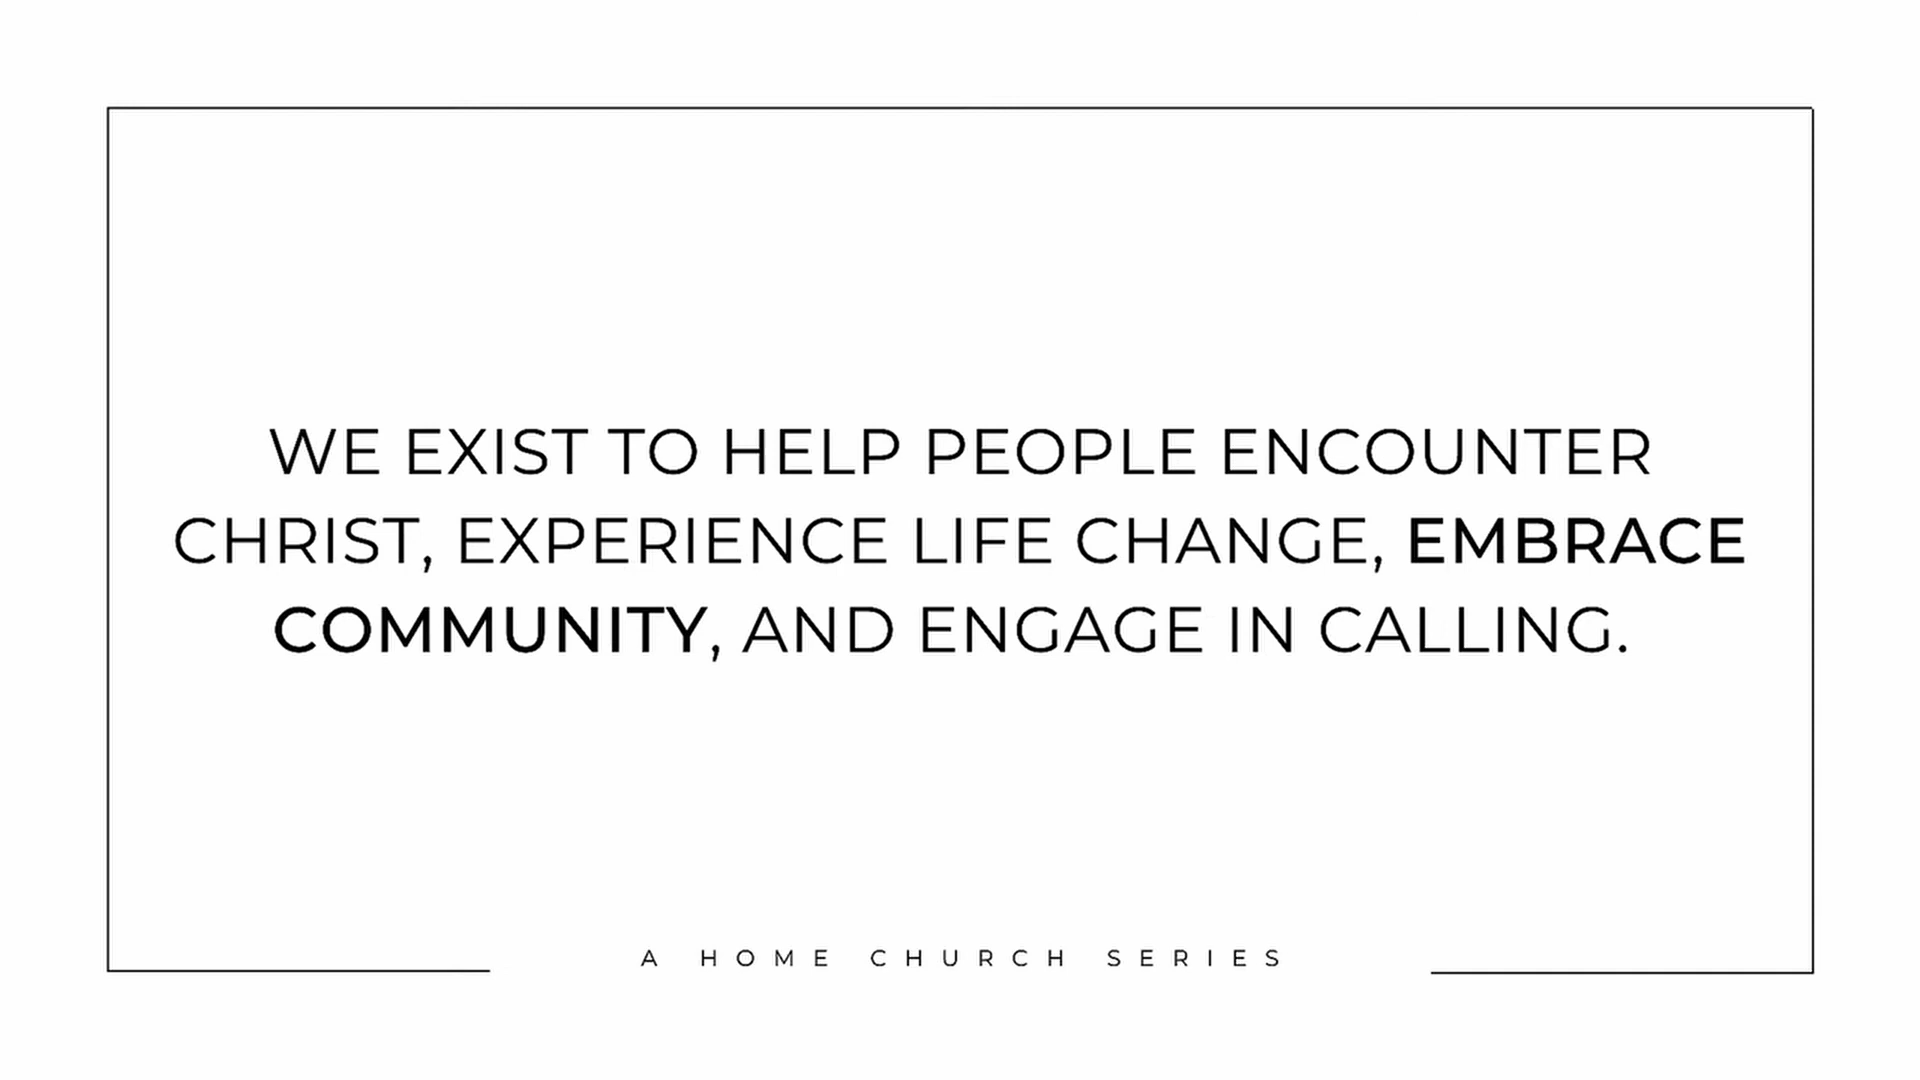 WE EXIST TO HELP PEOPLE ENCOUNTER
CHRIST, EXPERIENCE LIFE CHANGE, EMBRACE
COMMUNITY, AND ENGAGE IN CALLING.
A HOME CHURCH SERIES